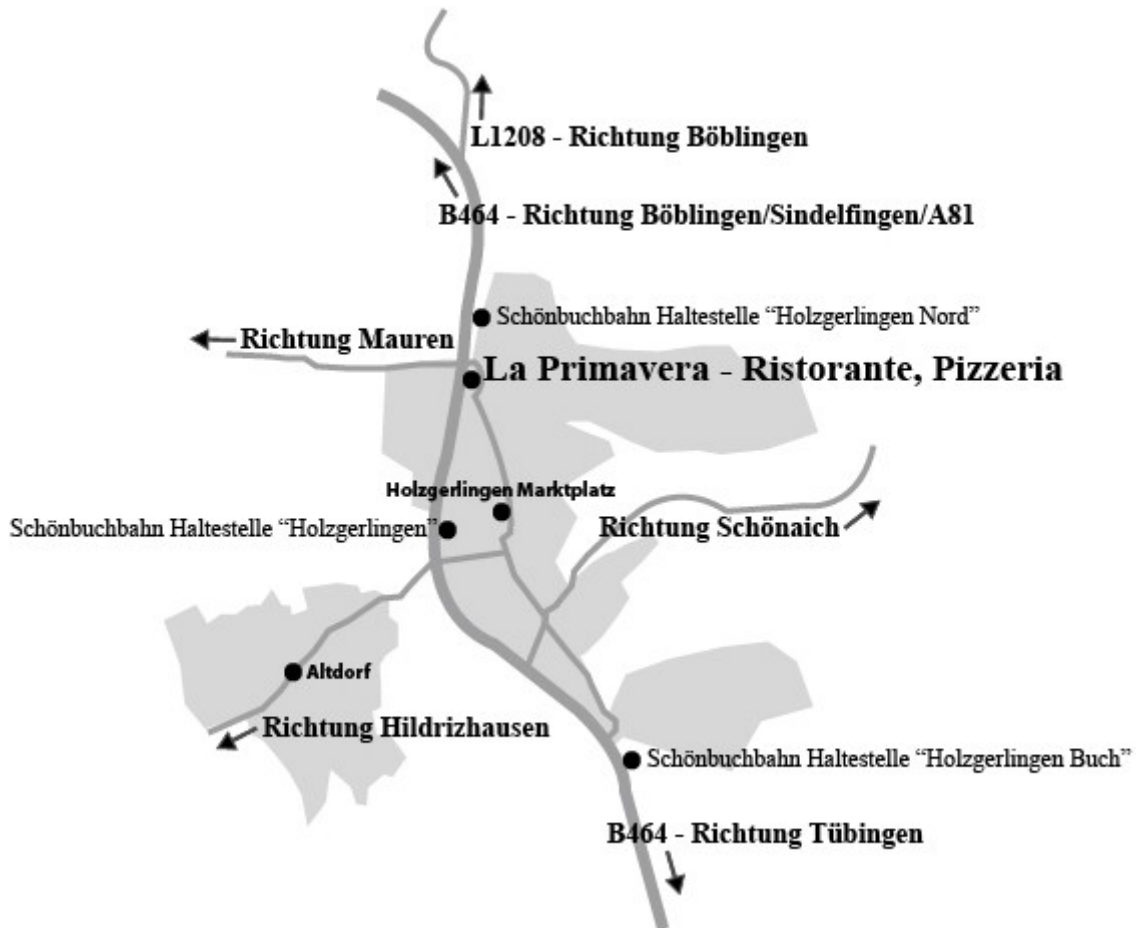 L1208 - Richtung Böblingen
B464 - Richtung Böblingen/Sindelfingen/A81
Schönbuchbahn Haltestelle “Holzgerlingen Nord”
Richtung Mauren
La Primavera - Ristorante, Pizzeria
Holzgerlingen Marktplatz
Schönbuchbahn Haltestelle “Holzgerlingen”
Richtung Schönaich
Altdorf
Richtung Hildrizhausen
Schönbuchbahn Haltestelle “Holzgerlingen Buch”
B464 - Richtung Tübingen